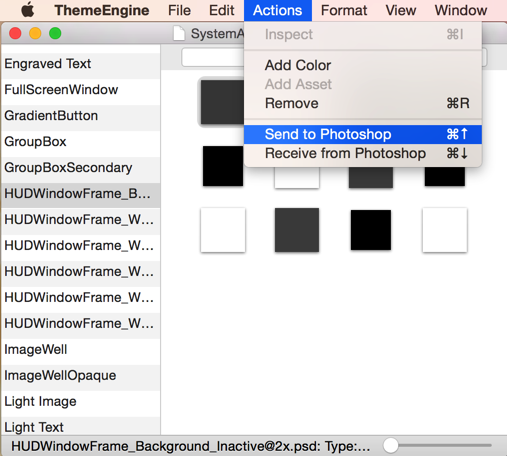 ThemeEngine File Edit Actions Format View Window
SystemA
Inspect ⌘I
Add Color
Add Asset
Remove ⌘R
Send to Photoshop ⌘↑
Receive from Photoshop ⌘↓
Engraved Text
FullScreenWindow
GradientButton
GroupBox
GroupBoxSecondary
HUDWindowFrame_B...
HUDWindowFrame_W...
HUDWindowFrame_W...
HUDWindowFrame_W...
HUDWindowFrame_W...
HUDWindowFrame_W...
ImageWell
ImageWellOpaque
Light Image
Light Text
HUDWindowFrame_Background_Inactive@2x.psd: Type:...